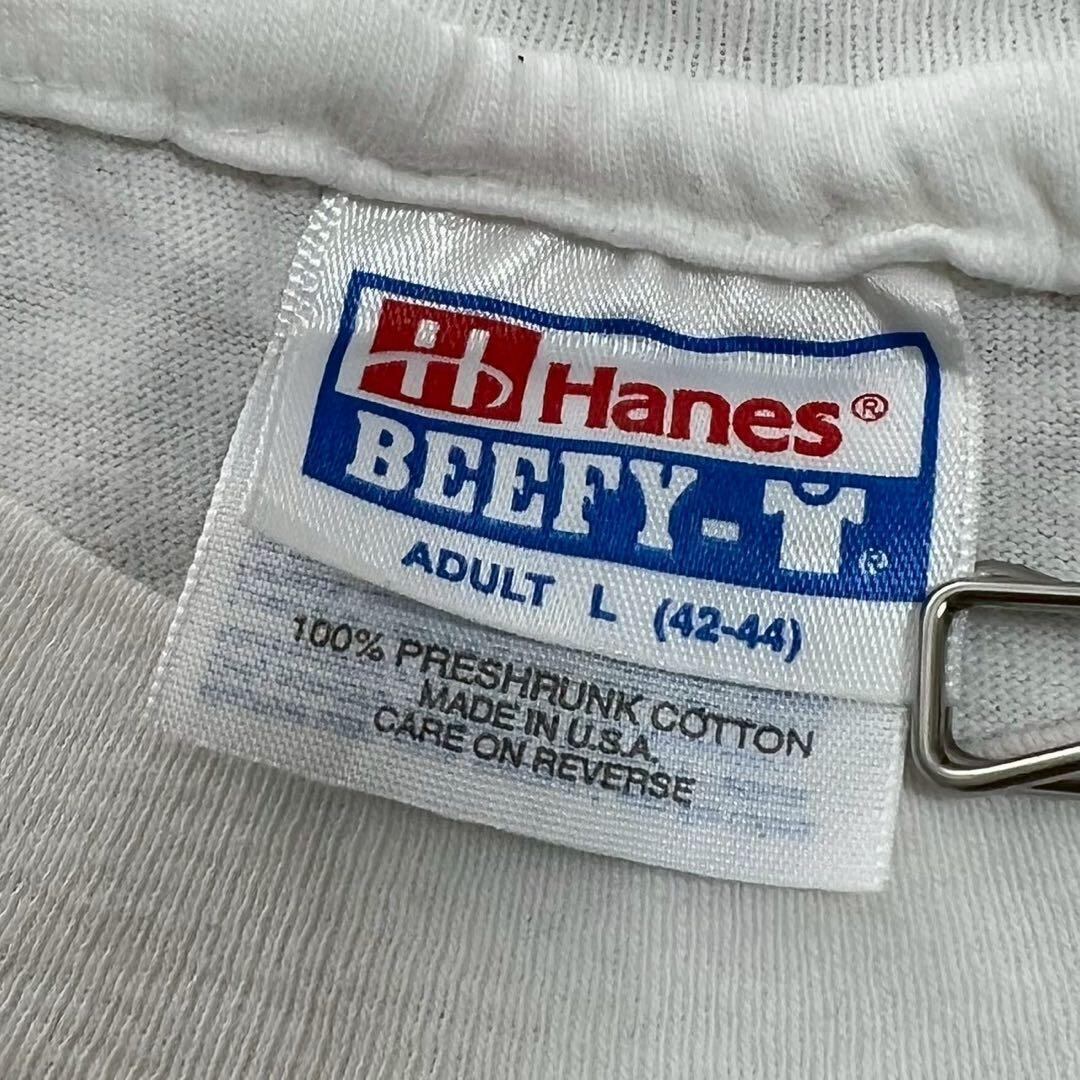 Hanes®
BEEFY-T®
ADULT L (42-44)
100% PRESHRUNK COTTON
MADE IN U.S.A.
CARE ON REVERSE